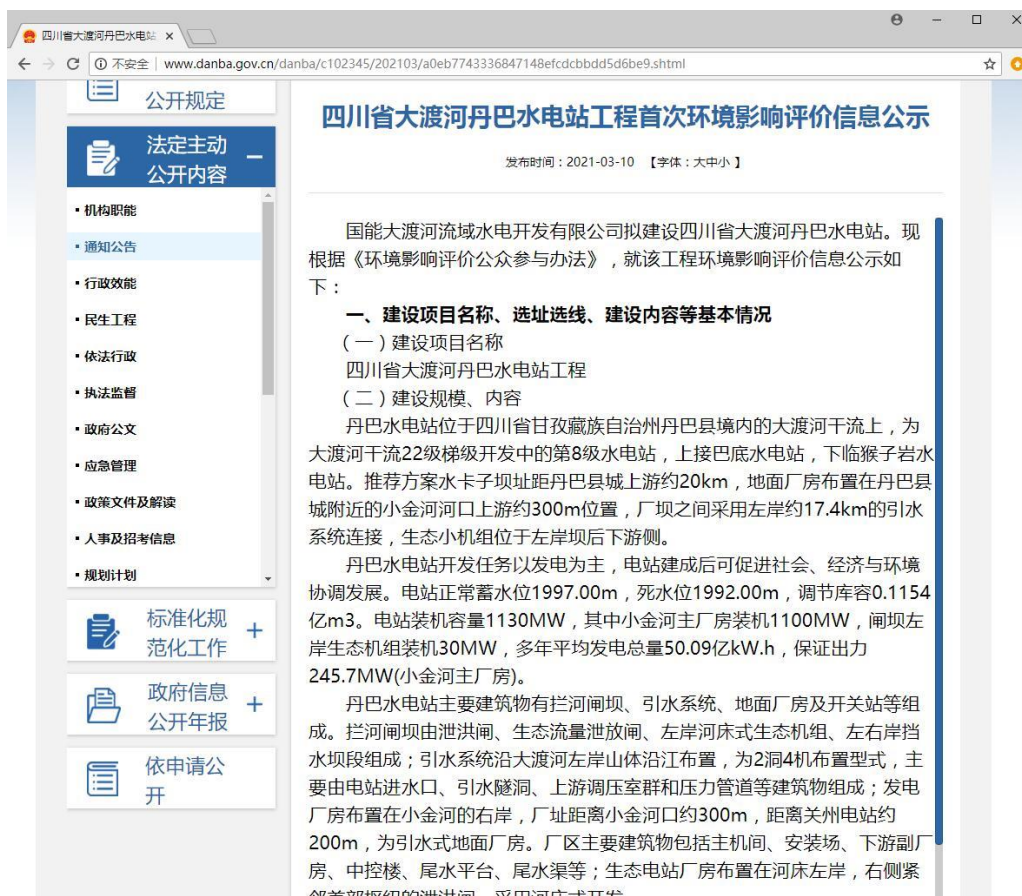 四川省大渡河丹巴水电站
不安全 | www.danba.gov.cn/danba/c102345/202103/a0eb7743336847148efcdcbbdd5d6be9.shtml
公开规定
法定主动
公开内容
机构职能
通知公告
行政效能
民生工程
依法行政
执法监督
政府公文
应急管理
政策文件及解读
人事及招考信息
规划计划
标准化规
范化工作
政府信息
公开年报
依申请公
开
四川省大渡河丹巴水电站工程首次环境影响评价信息公示
发布时间：2021-03-10 【字体：大中小 】
国能大渡河流域水电开发有限公司拟建设四川省大渡河丹巴水电站。现
根据《环境影响评价公众参与办法》，就该工程环境影响评价信息公示如
下：
一、建设项目名称、选址选线、建设内容等基本情况
（一）建设项目名称
四川省大渡河丹巴水电站工程
（二）建设规模、内容
丹巴水电站位于四川省甘孜藏族自治州丹巴县境内的大渡河干流上，为
大渡河干流22级梯级开发中的第8级水电站，上接巴底水电站，下临猴子岩水
电站。推荐方案水卡子坝址距丹巴县城上游约20km，地面厂房布置在丹巴县
城附近的小金河河口上游约300m位置，厂坝之间采用左岸约17.4km的引水
系统连接，生态小机组位于左岸坝后下游侧。
丹巴水电站开发任务以发电为主，电站建成后可促进社会、经济与环境
协调发展。电站正常蓄水位1997.00m，死水位1992.00m，调节库容0.1154
亿m3。电站装机容量1130MW，其中小金河主厂房装机1100MW，闸坝左
岸生态机组装机30MW，多年平均发电总量50.09亿kW.h，保证出力
245.7MW(小金河主厂房)。
丹巴水电站主要建筑物有拦河闸坝、引水系统、地面厂房及开关站等组
成。拦河闸坝由泄洪闸、生态流量泄放闸、左岸河床式生态机组、左右岸挡
水坝段组成；引水系统沿大渡河左岸山体沿江布置，为2洞4机布置型式，主
要由电站进水口、引水隧洞、上游调压室群和压力管道等建筑物组成；发电
厂房布置在小金河的右岸，厂址距离小金河口约300m，距离关州电站约
200m，为引水式地面厂房。厂区主要建筑物包括主机间、安装场、下游副厂
房、中控楼、尾水平台、尾水渠等；生态电站厂房布置在河床左岸，右侧紧
邻首部枢纽的泄洪闸，采用河床式开发。